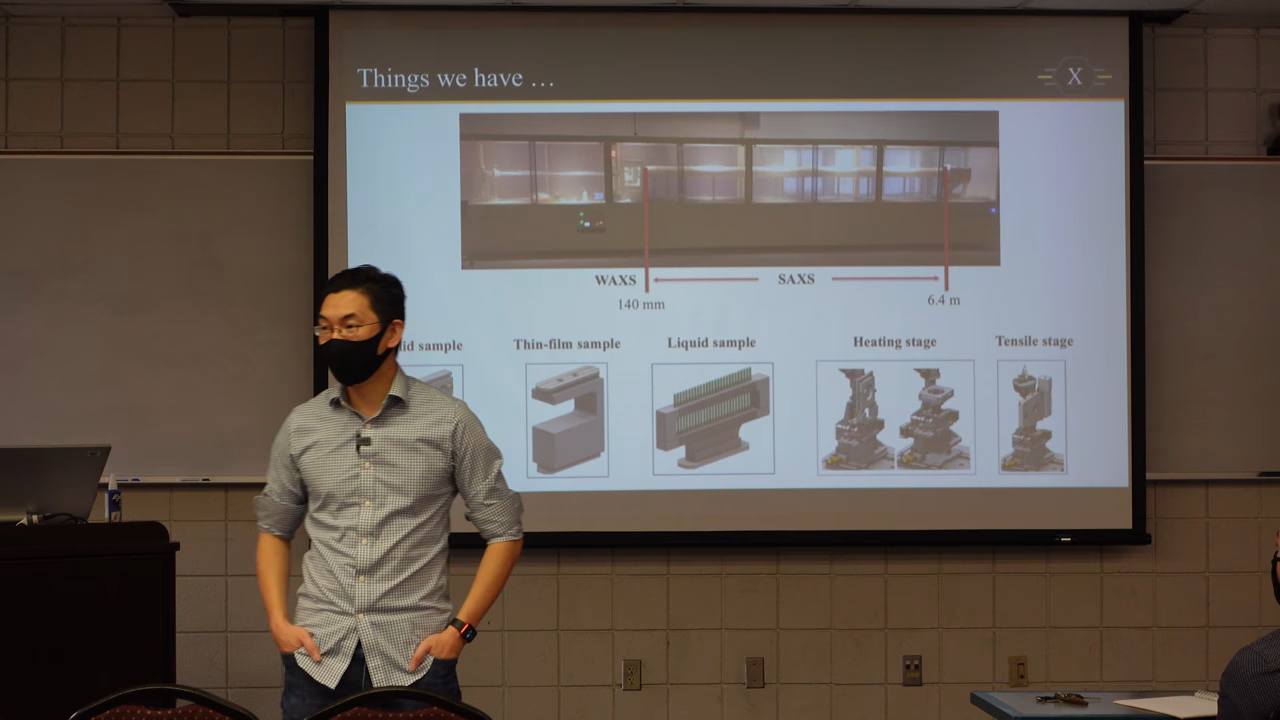 Things we have …
X
WAXS
SAXS
140 mm
6.4 m
sample
Thin-film sample
Liquid sample
Heating stage
Tensile stage